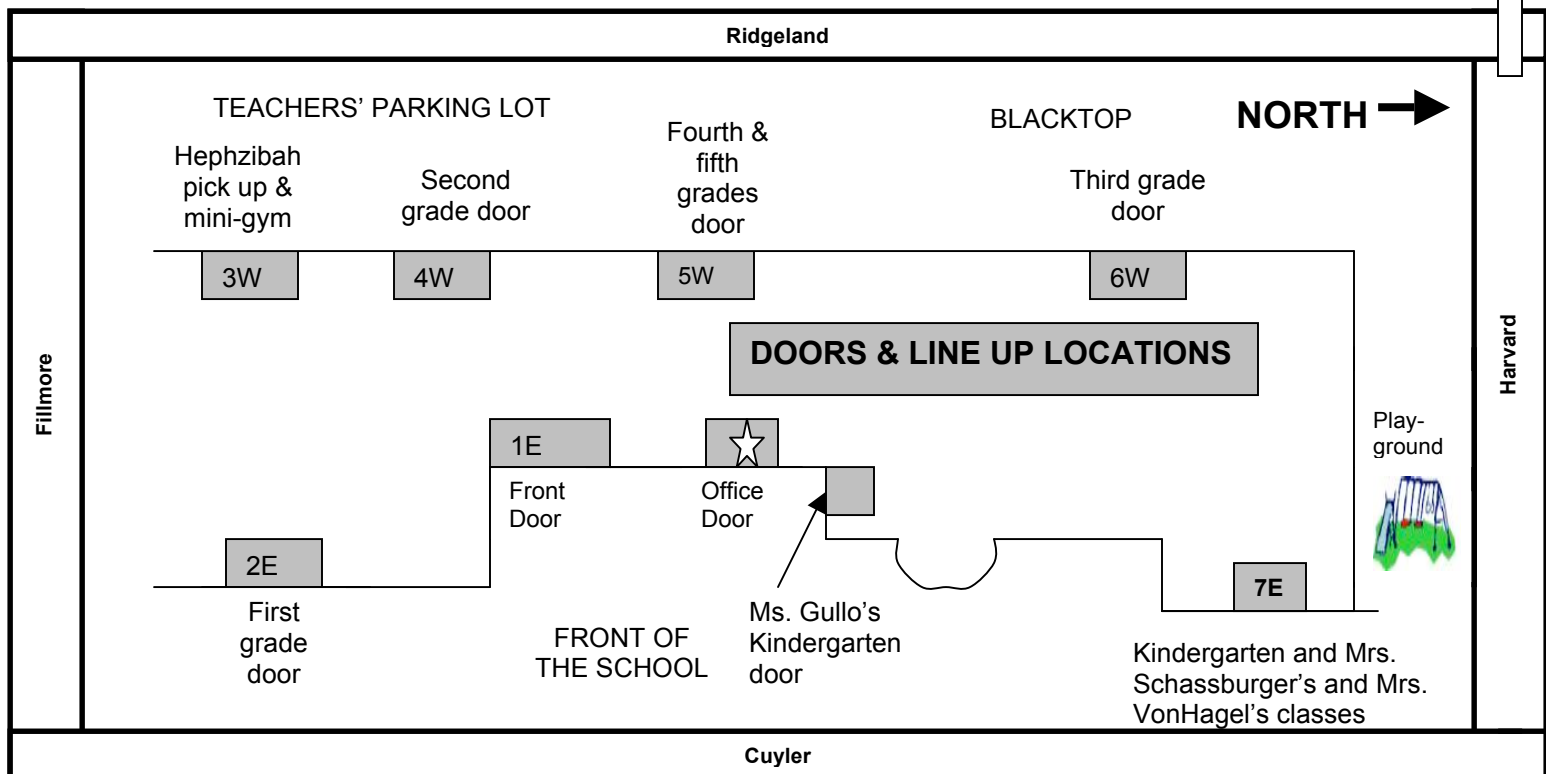 Ridgeland
TEACHERS’ PARKING LOT
BLACKTOP
NORTH
Hephzibah
pick up &
mini-gym
Second
grade door
Fourth &
fifth
grades
door
Third grade
door
3W
4W
5W
6W
DOORS & LINE UP LOCATIONS
Fillmore
Harvard
1E
Front
Door
Office
Door
Play-
ground
2E
First
grade
door
FRONT OF
THE SCHOOL
Ms. Gullo’s
Kindergarten
door
7E
Kindergarten and Mrs.
Schassburger’s and Mrs.
VonHagel’s classes
Cuyler